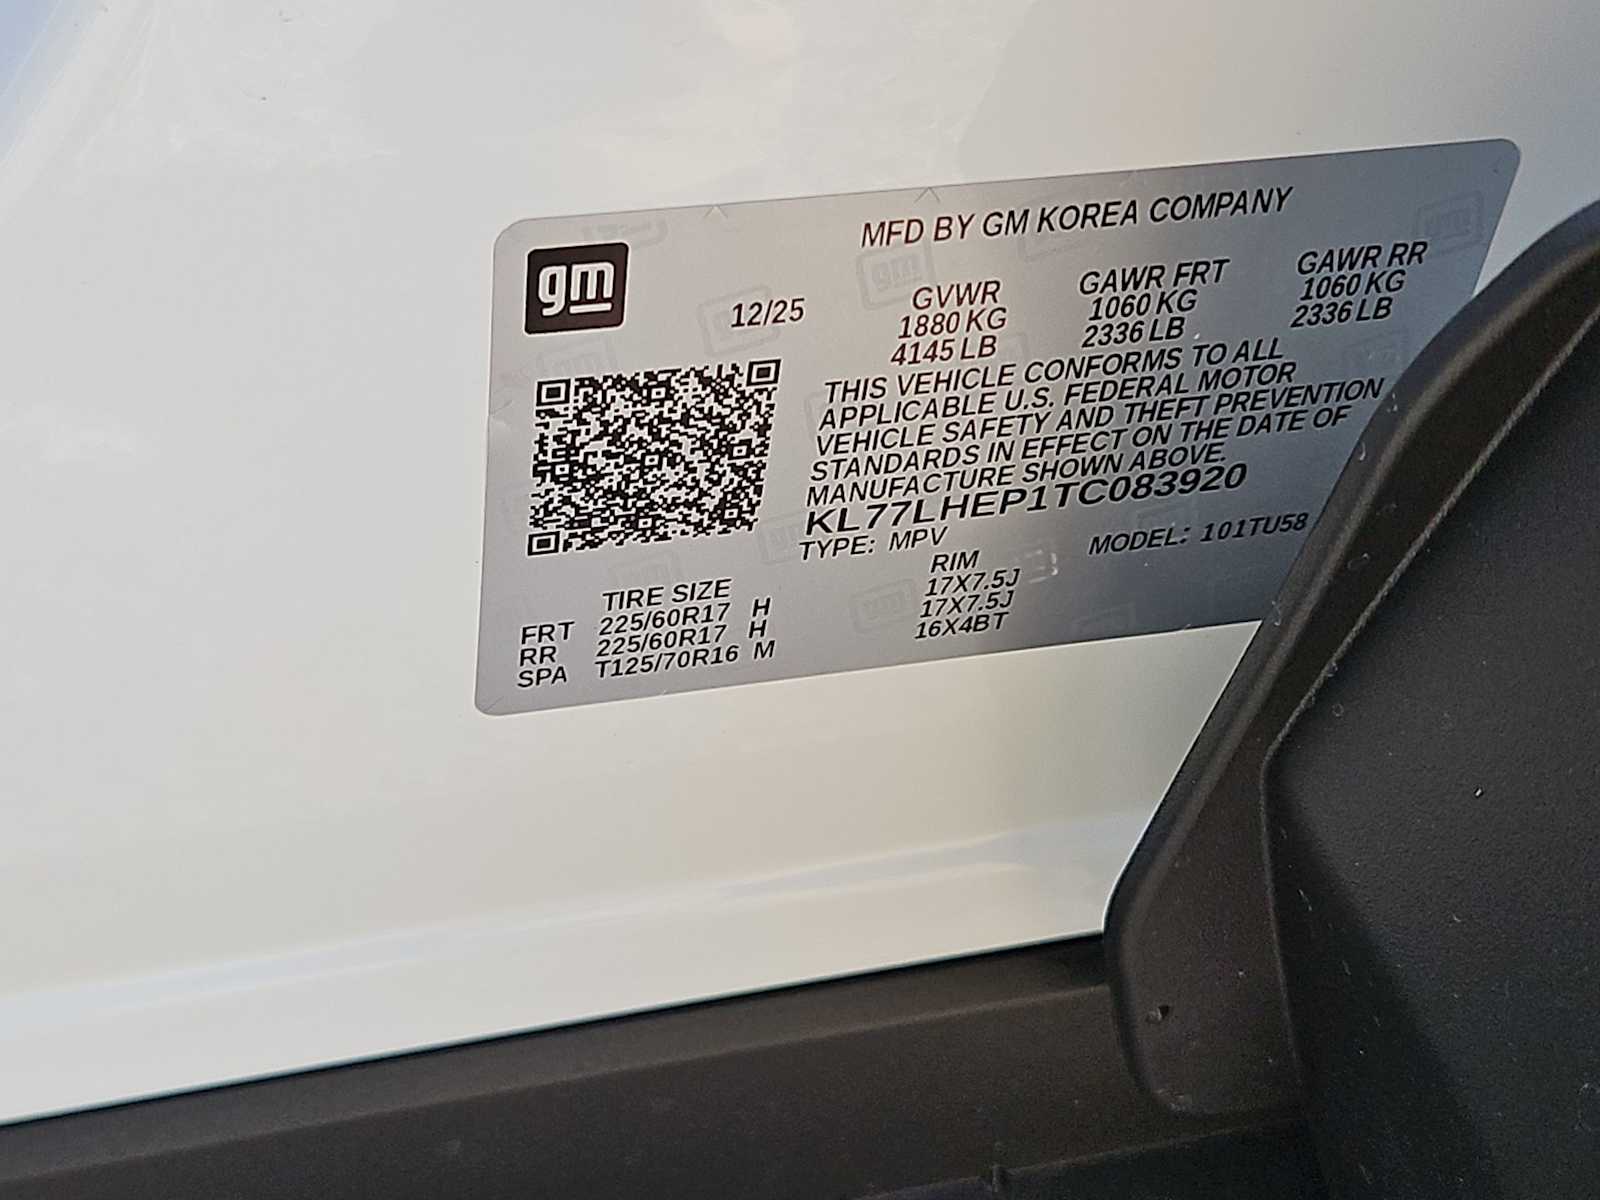 MFD BY GM KOREA COMPANY
gm
12/25
GVWR GAWR FRT GAWR RR
1880 KG 1060 KG 1060 KG
4145 LB 2336 LB 2336 LB
THIS VEHICLE CONFORMS TO ALL
APPLICABLE U.S. FEDERAL MOTOR
VEHICLE SAFETY AND THEFT PREVENTION
STANDARDS IN EFFECT ON THE DATE OF
MANUFACTURE SHOWN ABOVE.
KL77LHEP1TC083920
TYPE: MPV MODEL: 101TU58
TIRE SIZE RIM
FRT 225/60R17 H 17X7.5J
RR 225/60R17 H 17X7.5J
SPA T125/70R16 M 16X4BT